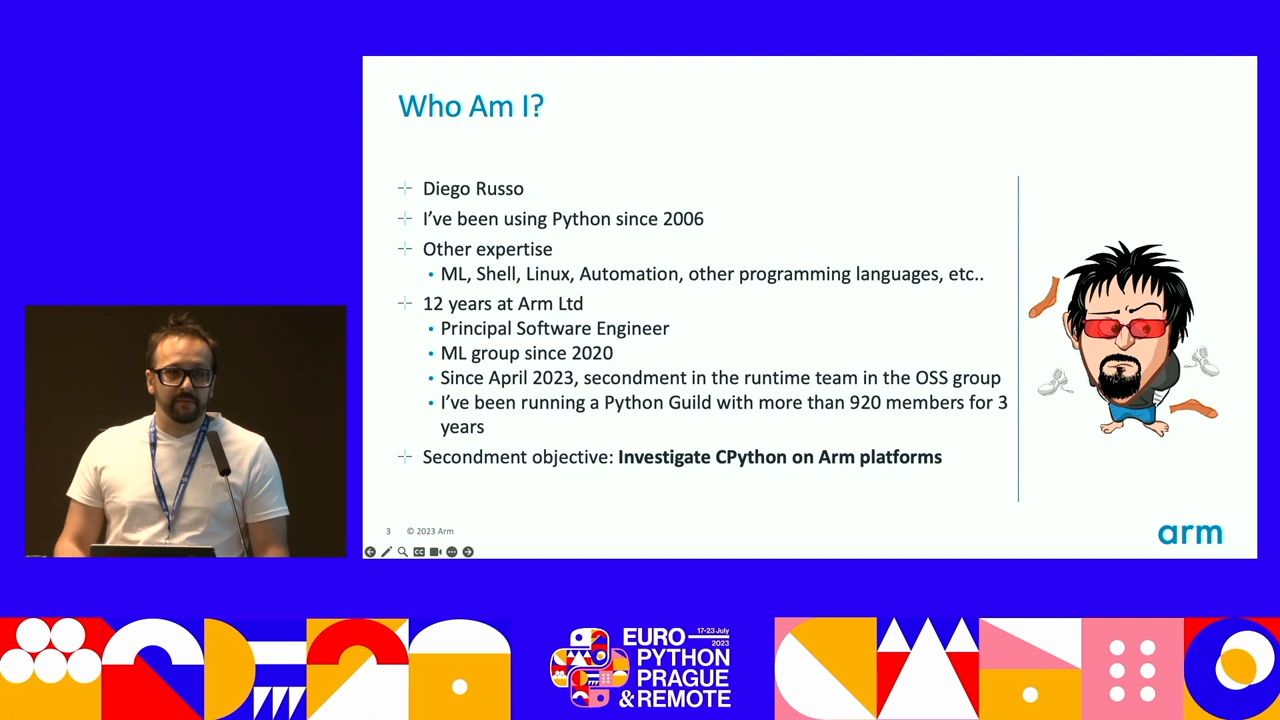 Who Am I?
Diego Russo
I've been using Python since 2006
Other expertise
ML, Shell, Linux, Automation, other programming languages, etc..
12 years at Arm Ltd
Principal Software Engineer
ML group since 2020
Since April 2023, secondment in the runtime team in the OSS group
I've been running a Python Guild with more than 920 members for 3
years
Secondment objective: Investigate CPython on Arm platforms
3 © 2023 Arm
CC
arm
EURO 17-23 July
2023
PYTHON
PRAGUE
& REMOTE